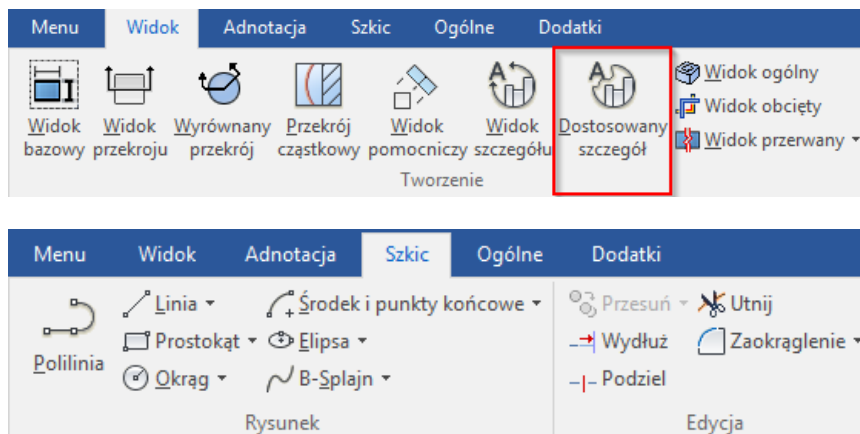 Menu Widok Adnotacja Szkic Ogólne Dodatki
Widok bazowy
Widok przekroju
Wyrównany przekrój
Przekrój cząstkowy
Widok pomocniczy
Widok szczegółu
Dostosowany szczegół
Widok ogólny
Widok obcięty
Widok przerwany
Tworzenie
Menu Widok Adnotacja Szkic Ogólne Dodatki
Polilinia
Linia
Prostokąt
Okrąg
Środek i punkty końcowe
Elipsa
B-Splajn
Rysunek
Przesuń
Wydłuż
Podziel
Utnij
Zaokrąglenie
Edycja